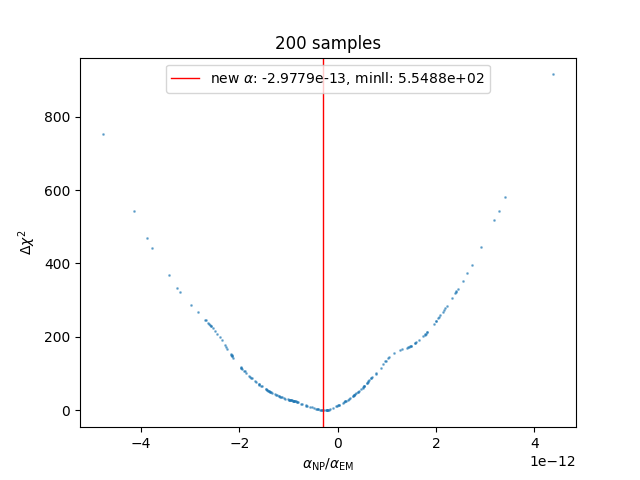 200 samples
new α: -2.9779e-13, minll: 5.5488e+02
Δχ²
800
600
400
200
0
−4
−2
0
2
4
1e−12
α_NP/α_EM